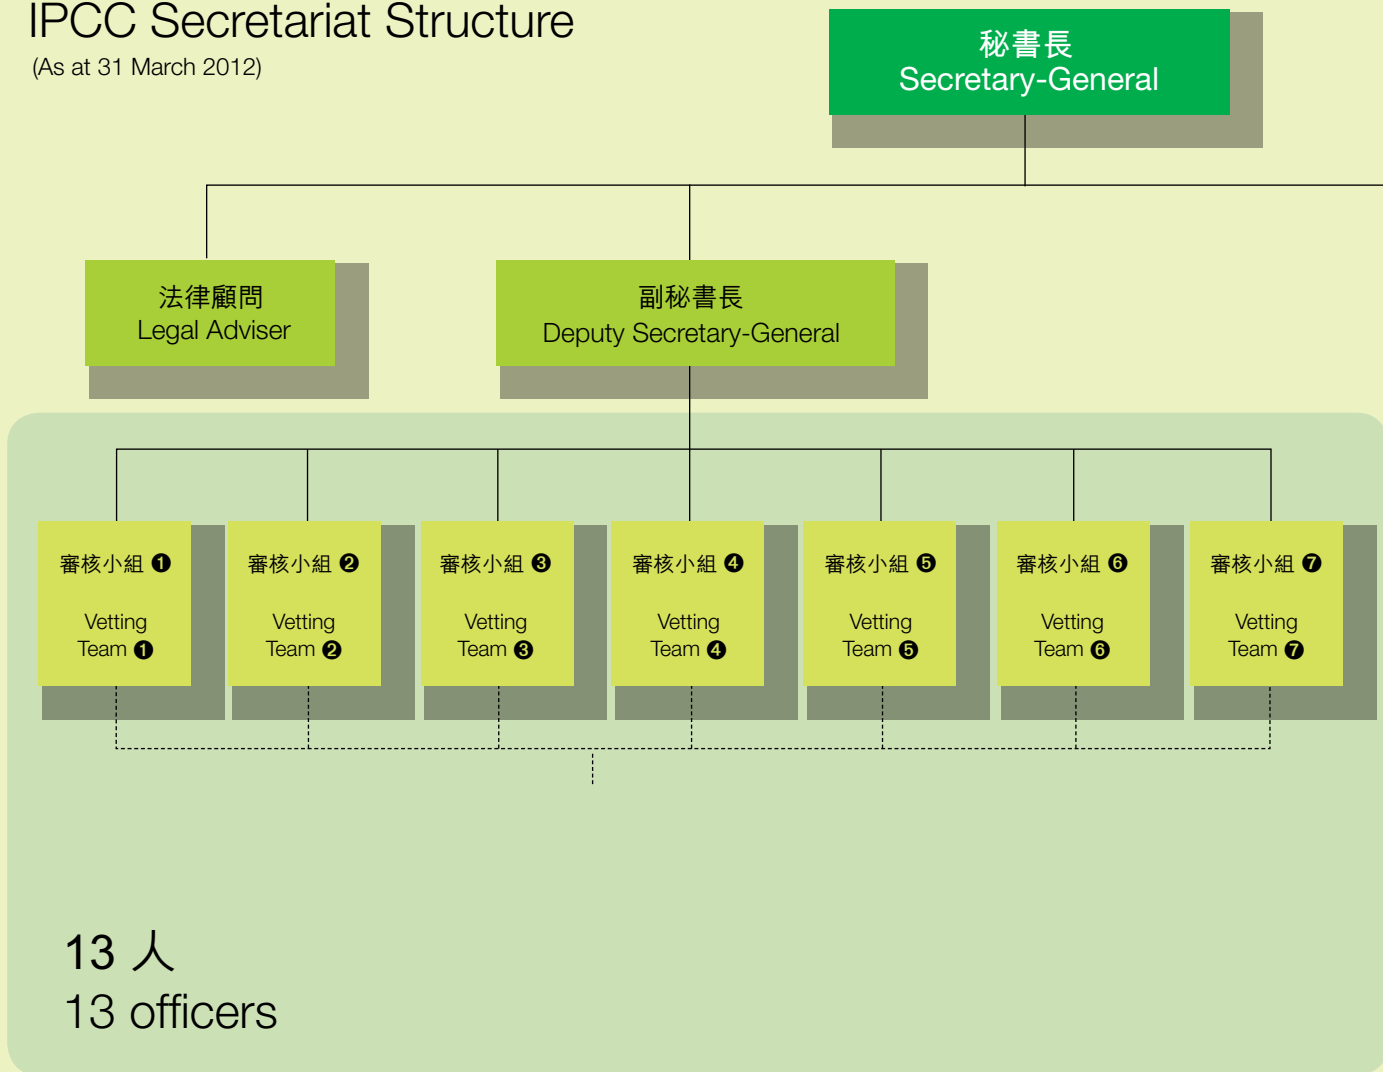 IPCC Secretariat Structure
(As at 31 March 2012)
秘書長
Secretary-General
法律顧問
Legal Adviser
副秘書長
Deputy Secretary-General
審核小組 ❶
Vetting
Team ❶
審核小組 ❷
Vetting
Team ❷
審核小組 ❸
Vetting
Team ❸
審核小組 ❹
Vetting
Team ❹
審核小組 ❺
Vetting
Team ❺
審核小組 ❻
Vetting
Team ❻
審核小組 ❼
Vetting
Team ❼
13 人
13 officers